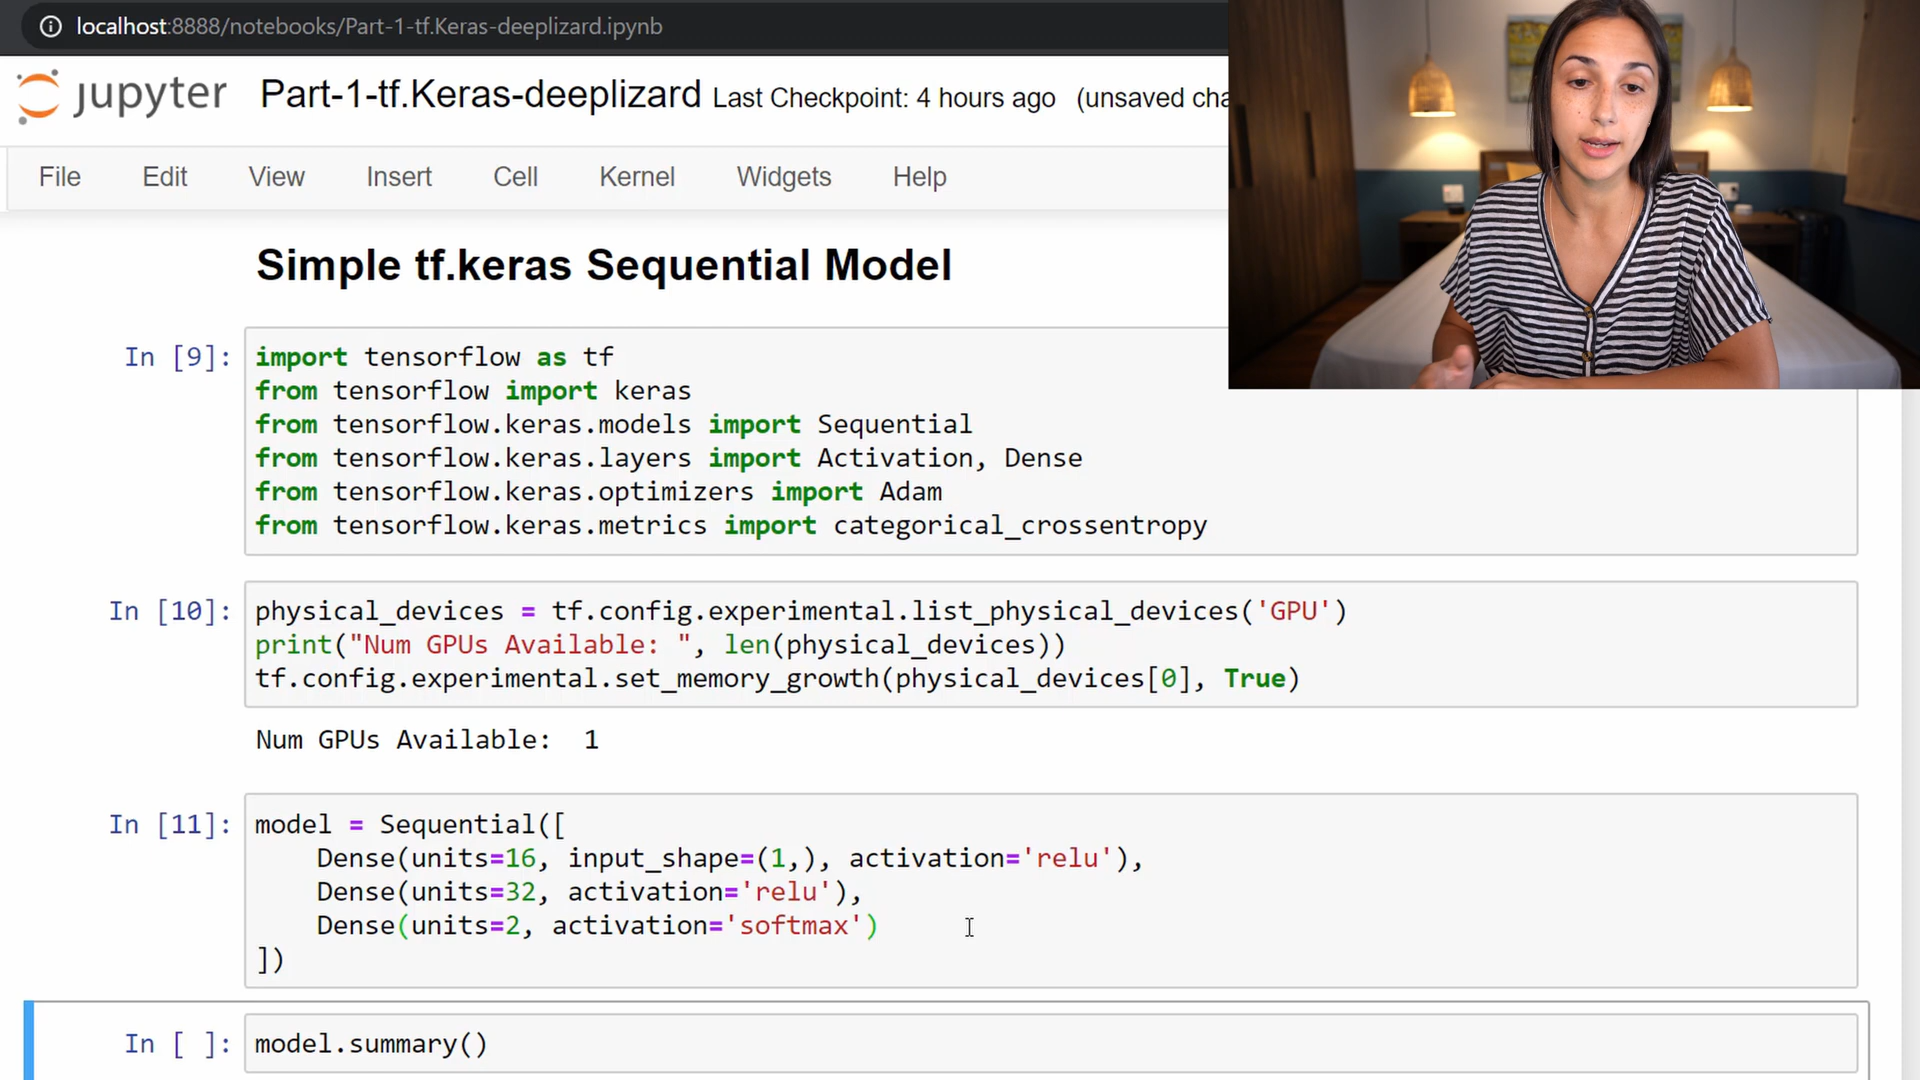 localhost:8888/notebooks/Part-1-tf.Keras-deeplizard.ipynb
jupyter Part-1-tf.Keras-deeplizard Last Checkpoint: 4 hours ago (unsaved cha
File Edit View Insert Cell Kernel Widgets Help
Simple tf.keras Sequential Model
In [9]: import tensorflow as tf
from tensorflow import keras
from tensorflow.keras.models import Sequential
from tensorflow.keras.layers import Activation, Dense
from tensorflow.keras.optimizers import Adam
from tensorflow.keras.metrics import categorical_crossentropy
In [10]: physical_devices = tf.config.experimental.list_physical_devices('GPU')
print("Num GPUs Available: ", len(physical_devices))
tf.config.experimental.set_memory_growth(physical_devices[0], True)
Num GPUs Available:  1
In [11]: model = Sequential([
    Dense(units=16, input_shape=(1,), activation='relu'),
    Dense(units=32, activation='relu'),
    Dense(units=2, activation='softmax')
])
In [ ]: model.summary()